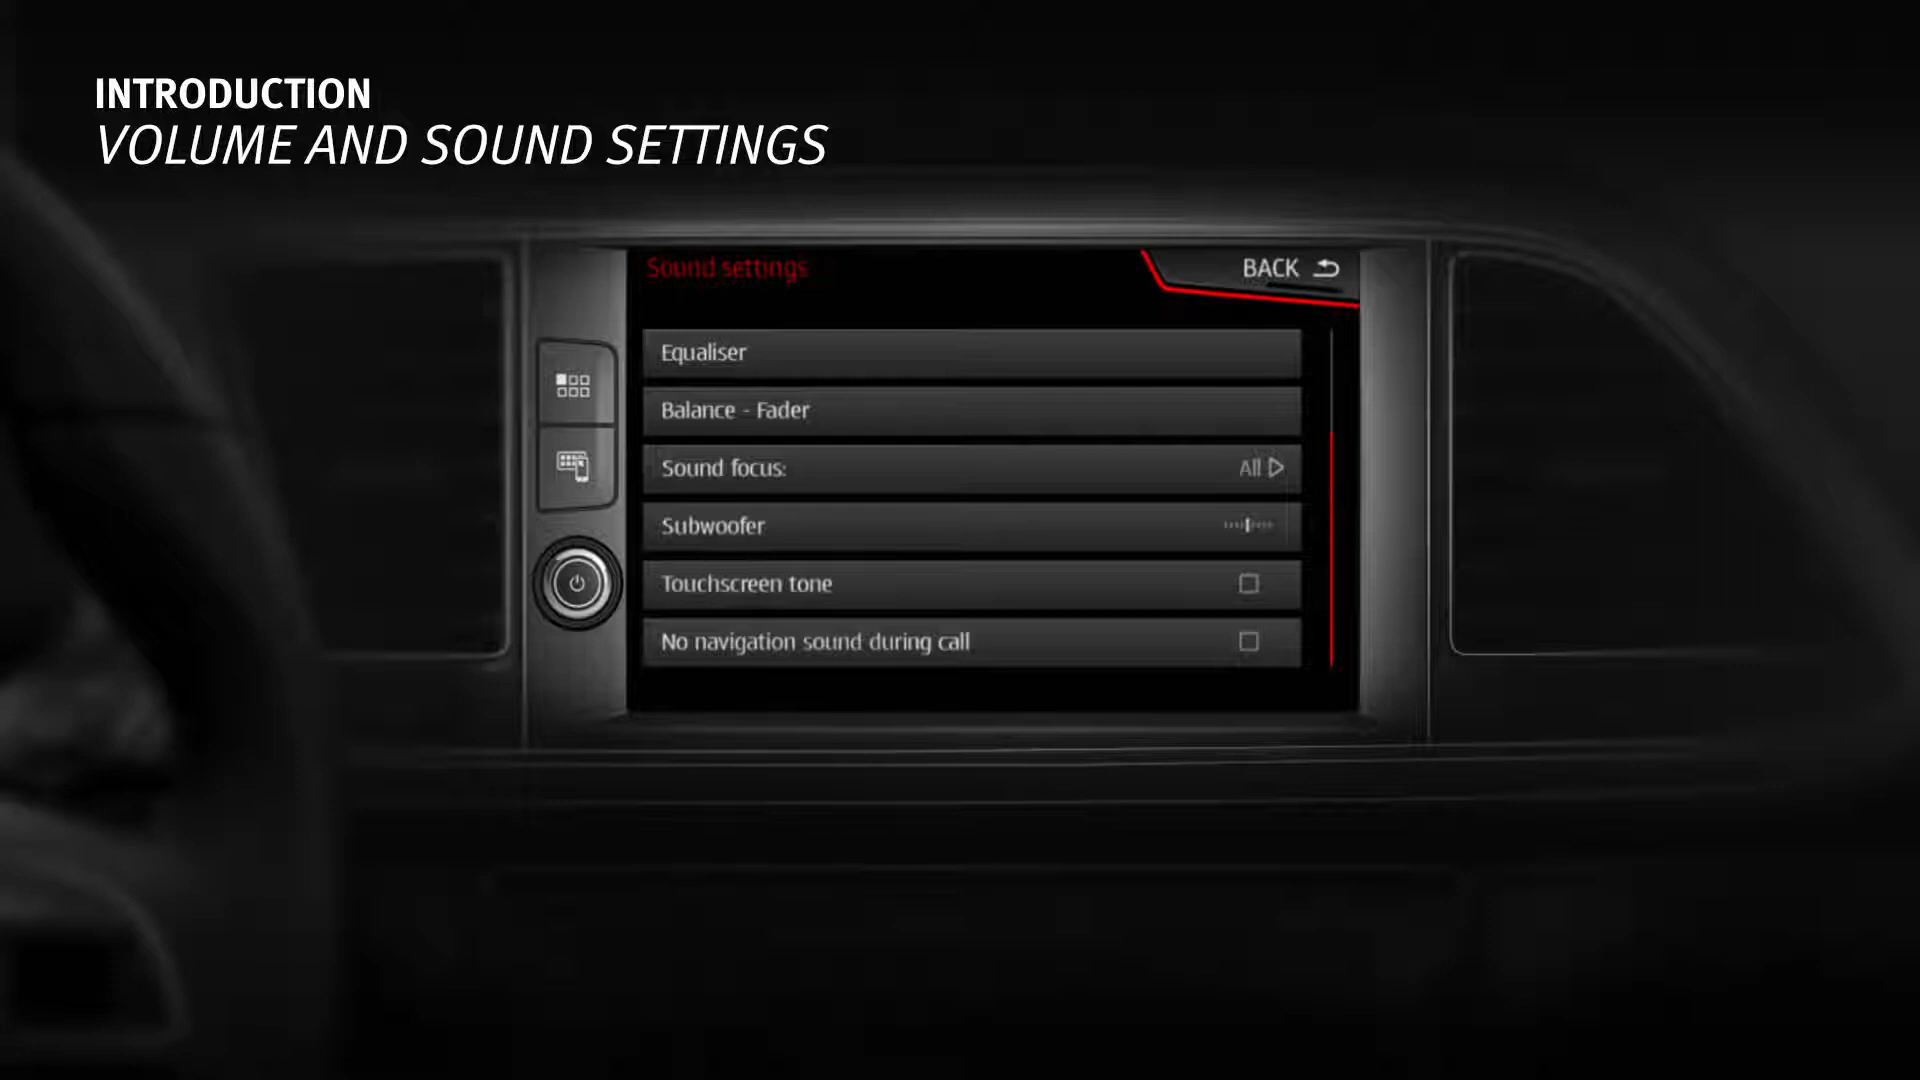 INTRODUCTION
VOLUME AND SOUND SETTINGS
Sound settings
BACK
Equaliser
Balance - Fader
Sound focus: All
Subwoofer
Touchscreen tone
No navigation sound during call